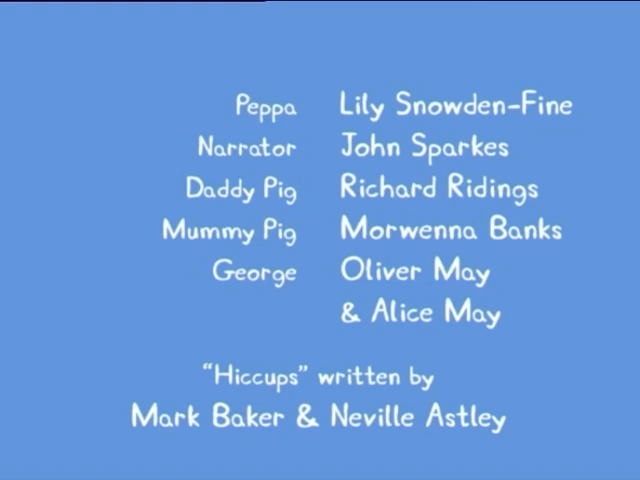 Peppa Lily Snowden-Fine
Narrator John Sparkes
Daddy Pig Richard Ridings
Mummy Pig Morwenna Banks
George Oliver May
& Alice May
"Hiccups" written by
Mark Baker & Neville Astley